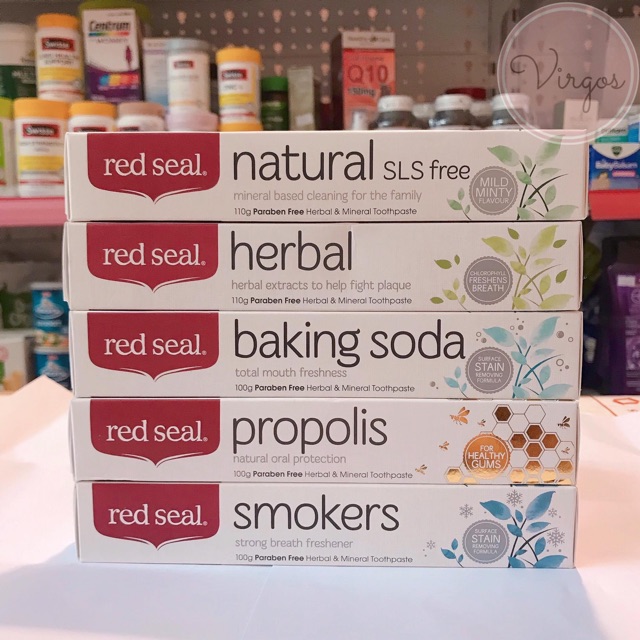 Virgos
Centrum
Swisse
Swisse
Swisse
Q10
150mg
red seal®
natural SLS free
mineral based cleaning for the family
110g Paraben Free Herbal & Mineral Toothpaste
MILD
MINTY
FLAVOUR
red seal®
herbal
herbal extracts to help fight plaque
110g Paraben Free Herbal & Mineral Toothpaste
CHLOROPHYLL
FRESHENS
BREATH
red seal®
baking soda
total mouth freshness
100g Paraben Free Herbal & Mineral Toothpaste
SURFACE
STAIN
REMOVING
FORMULA
red seal®
propolis
natural oral protection
100g Paraben Free Herbal & Mineral Toothpaste
FOR
HEALTHY
GUMS
red seal®
smokers
strong breath freshener
100g Paraben Free Herbal & Mineral Toothpaste
SURFACE
STAIN
REMOVING
FORMULA